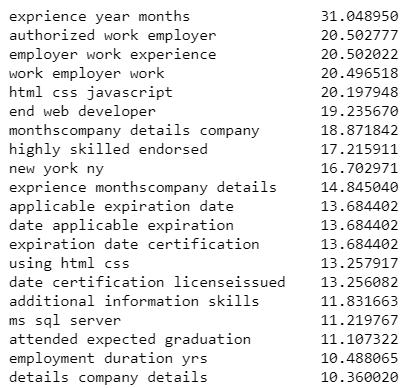 exprience year months 31.048950
authorized work employer 20.502777
employer work experience 20.502022
work employer work 20.496518
html css javascript 20.197948
end web developer 19.235670
monthscompany details company 18.871842
highly skilled endorsed 17.215911
new york ny 16.702971
exprience monthscompany details 14.845040
applicable expiration date 13.684402
date applicable expiration 13.684402
expiration date certification 13.684402
using html css 13.257917
date certification licenseissued 13.256082
additional information skills 11.831663
ms sql server 11.219767
attended expected graduation 11.107322
employment duration yrs 10.488065
details company details 10.360020